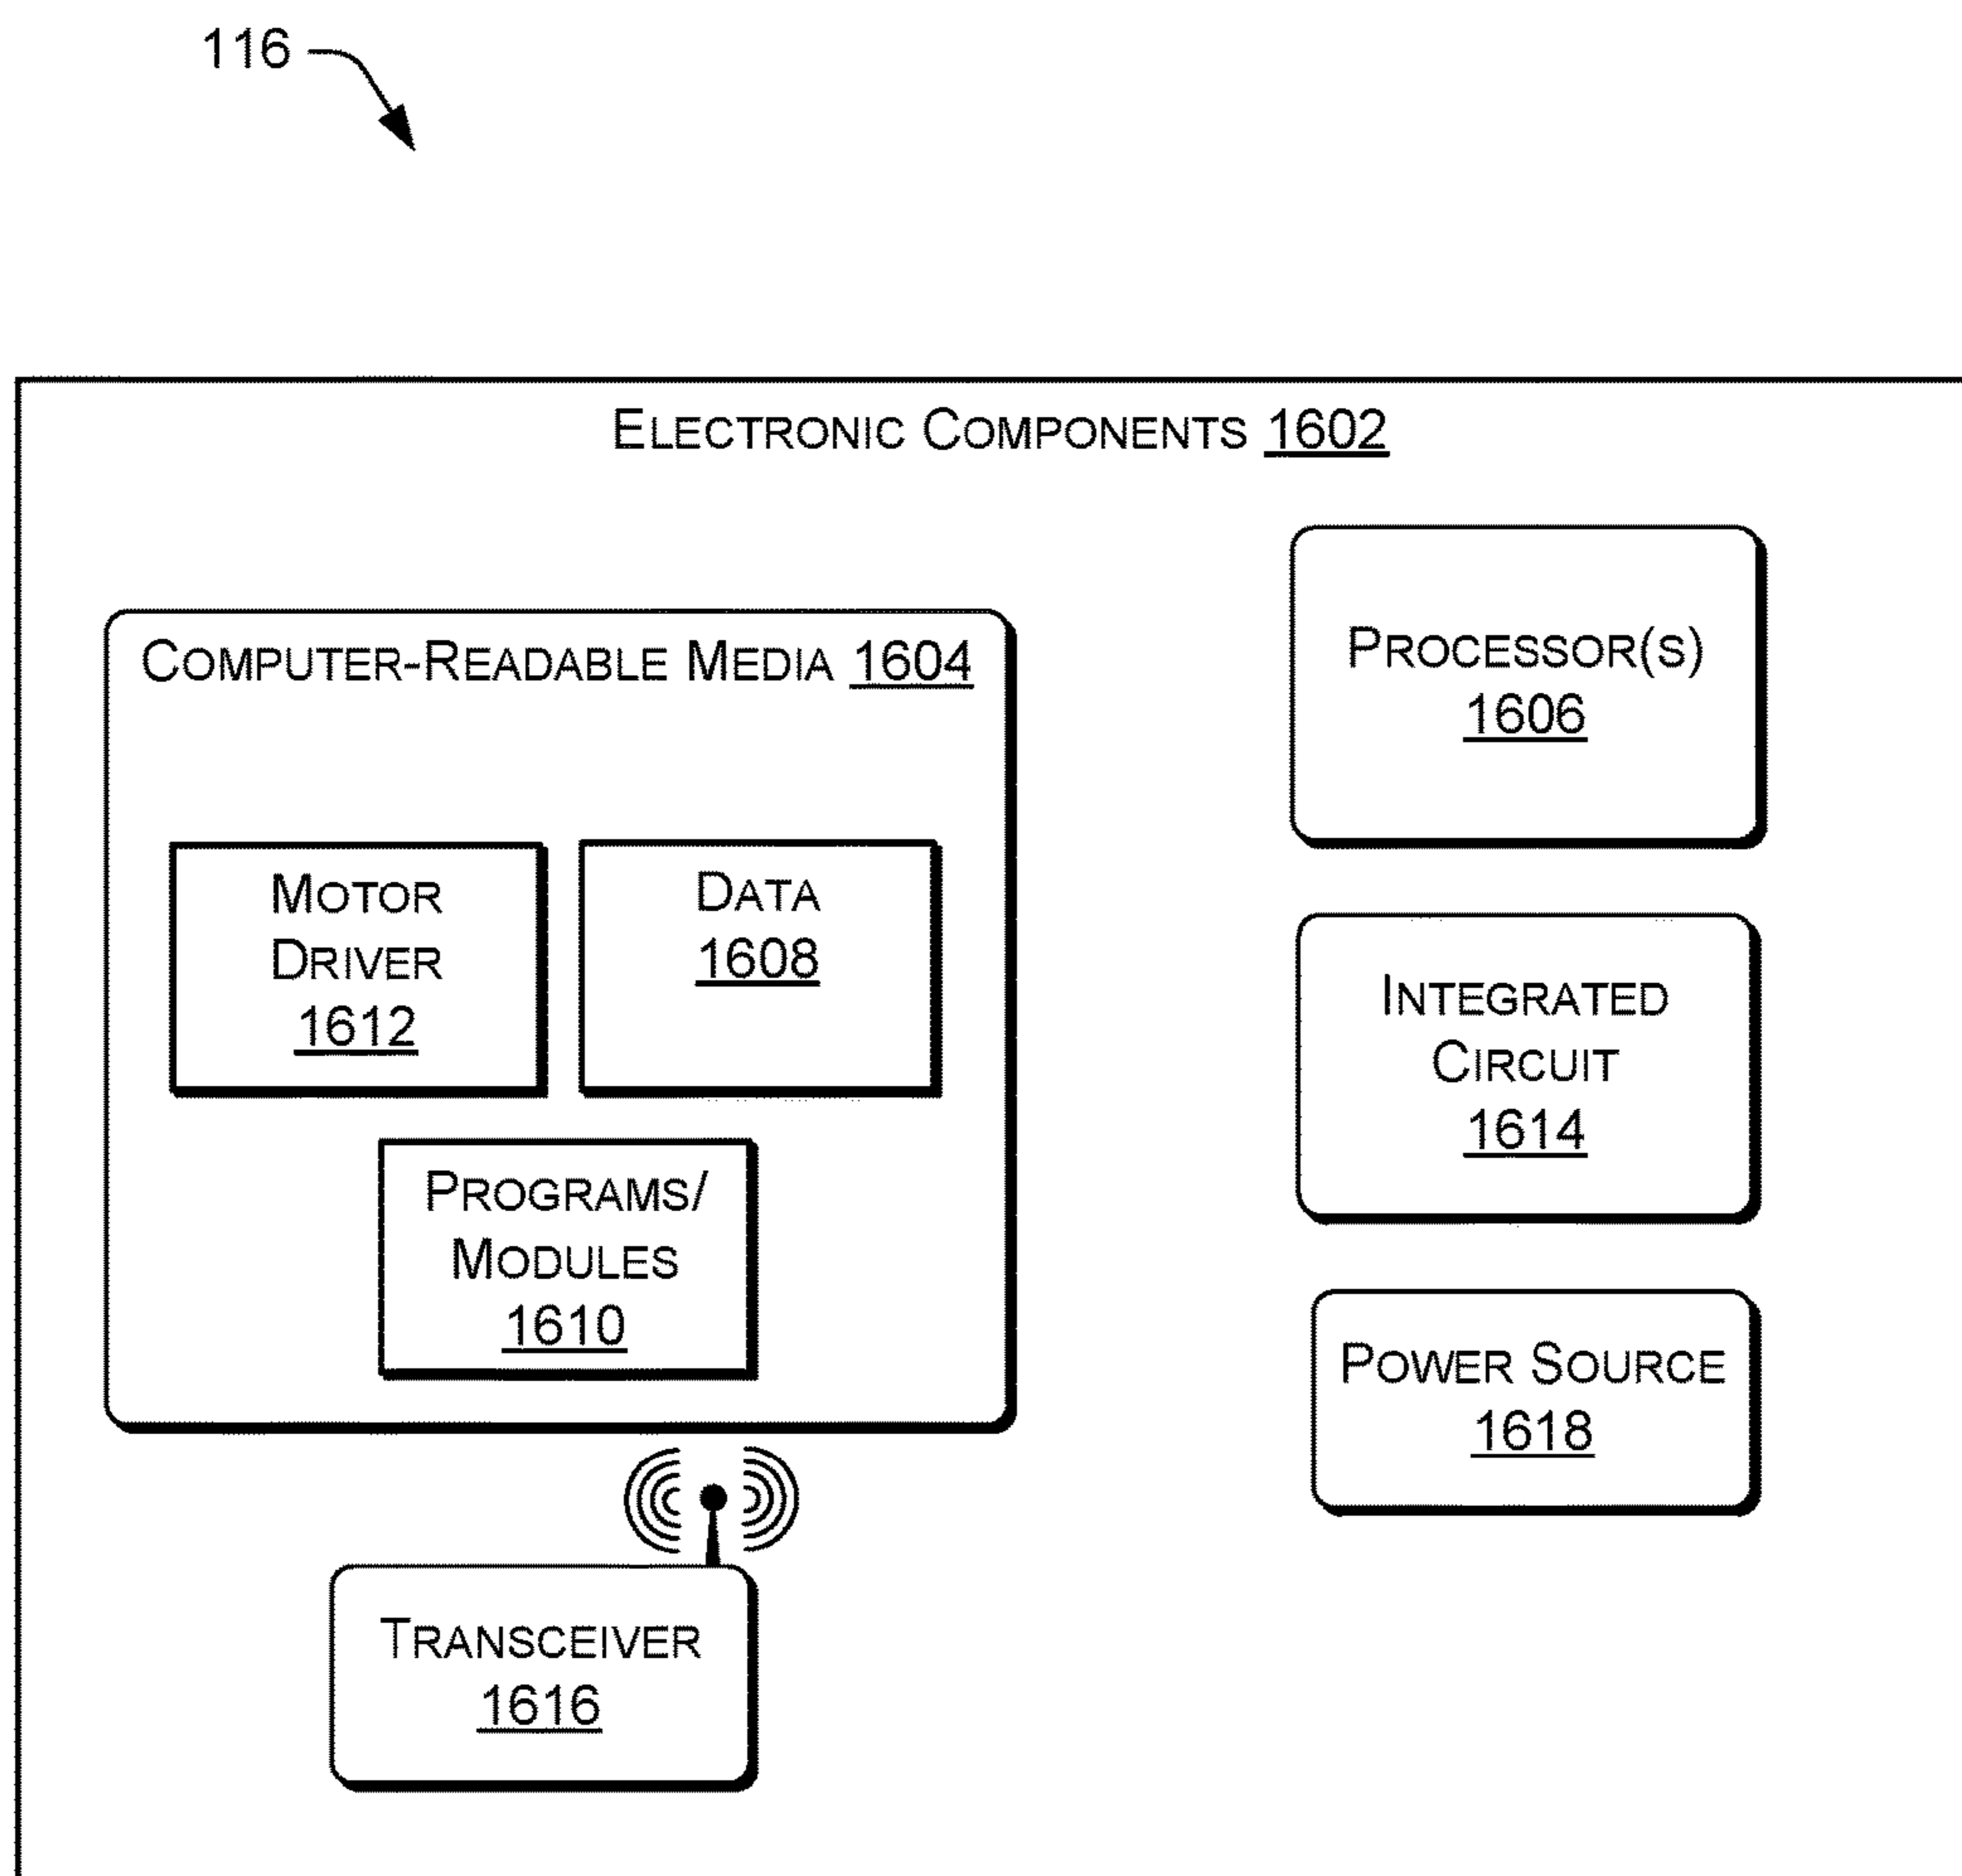 116
ELECTRONIC COMPONENTS 1602
COMPUTER-READABLE MEDIA 1604
MOTOR
DRIVER
1612
DATA
1608
PROGRAMS/
MODULES
1610
TRANSCEIVER
1616
PROCESSOR(S)
1606
INTEGRATED
CIRCUIT
1614
POWER SOURCE
1618